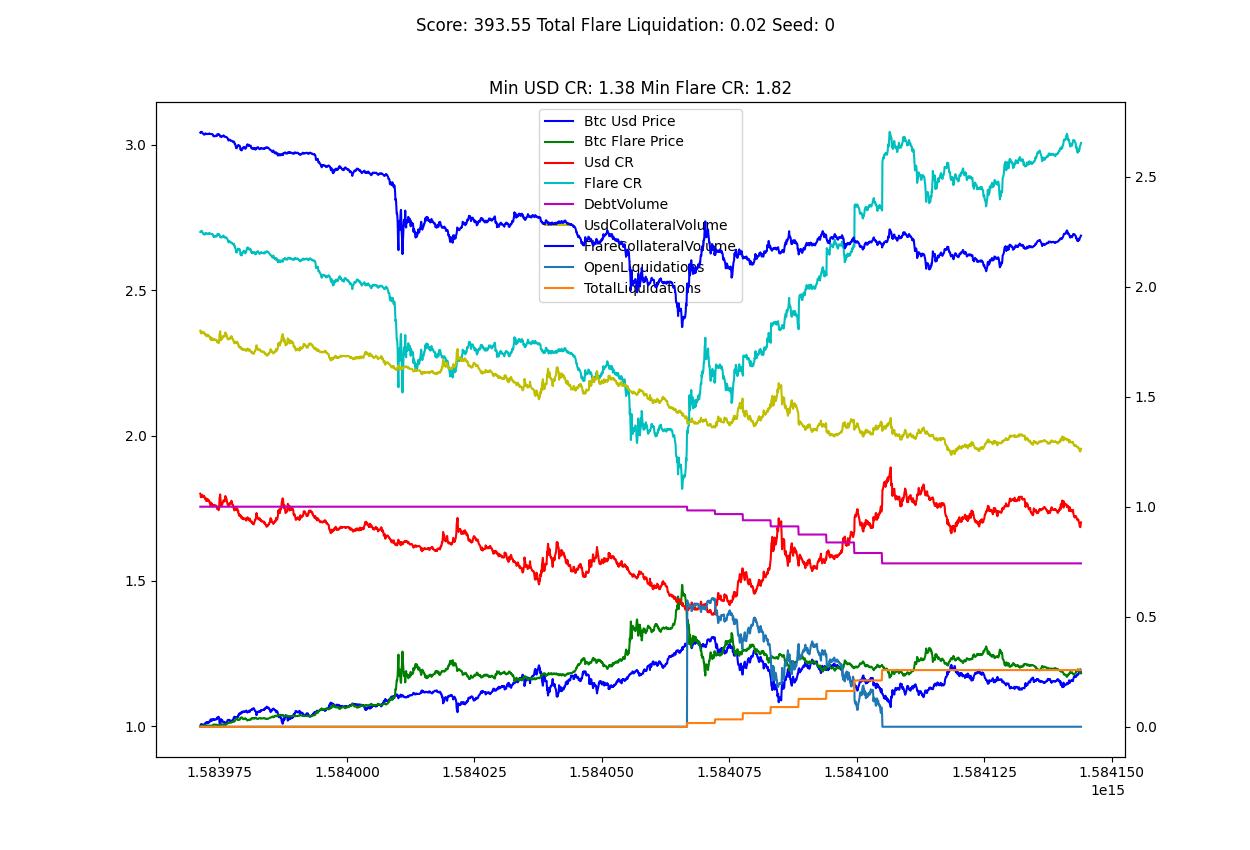 Score: 393.55 Total Flare Liquidation: 0.02 Seed: 0
Min USD CR: 1.38 Min Flare CR: 1.82
Btc Usd Price
Btc Flare Price
Usd CR
Flare CR
DebtVolume
UsdCollateralVolume
FlareCollateralVolume
OpenLiquidations
TotalLiquidations
3.0
2.5
2.0
1.5
1.0
2.5
2.0
1.5
1.0
0.5
0.0
1.583975 1.584000 1.584025 1.584050 1.584075 1.584100 1.584125 1.584150
1e15